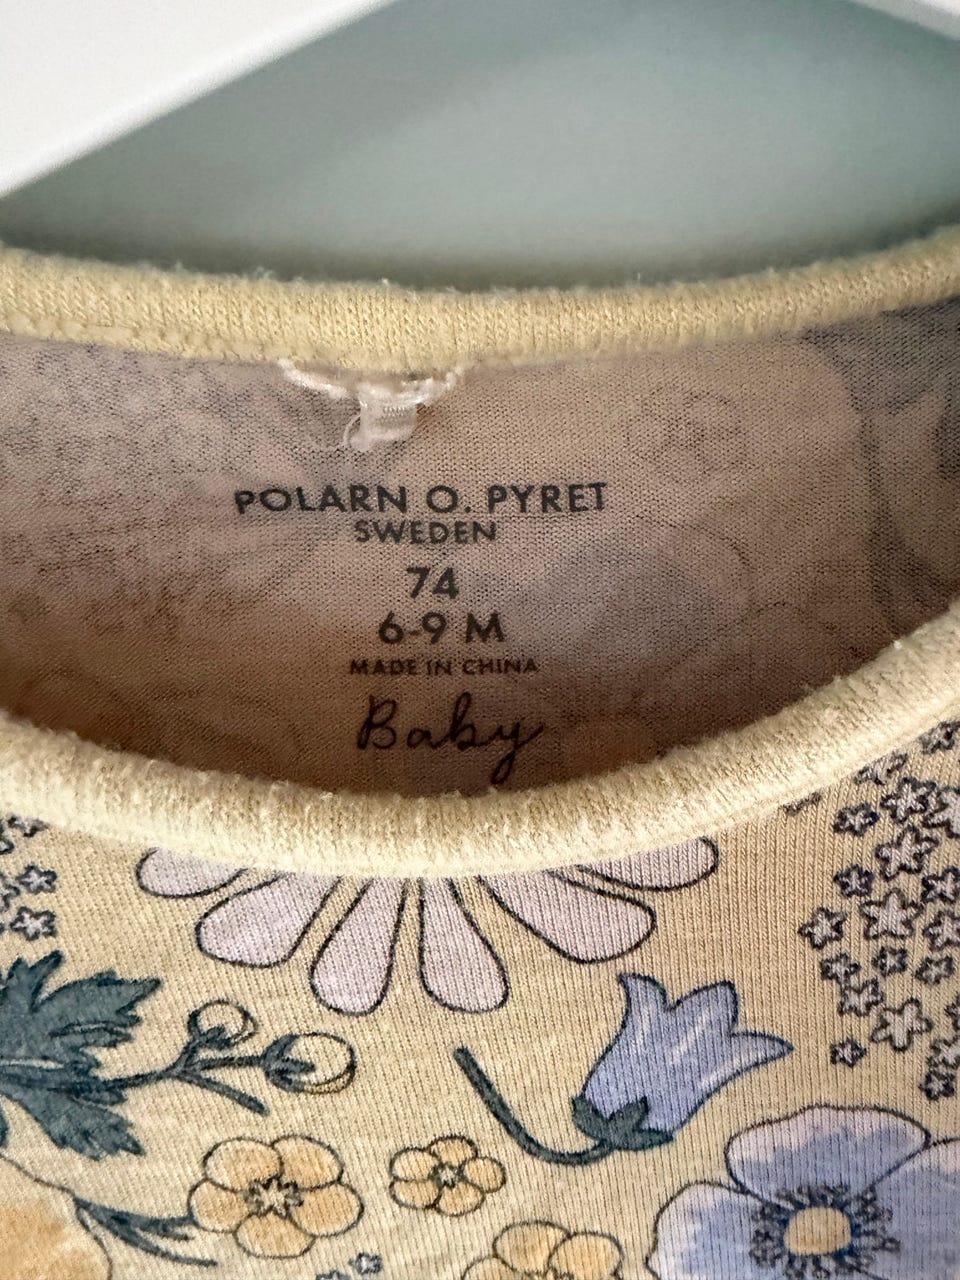 POLARN O. PYRET
SWEDEN
74
6-9 M
MADE IN CHINA
Baby